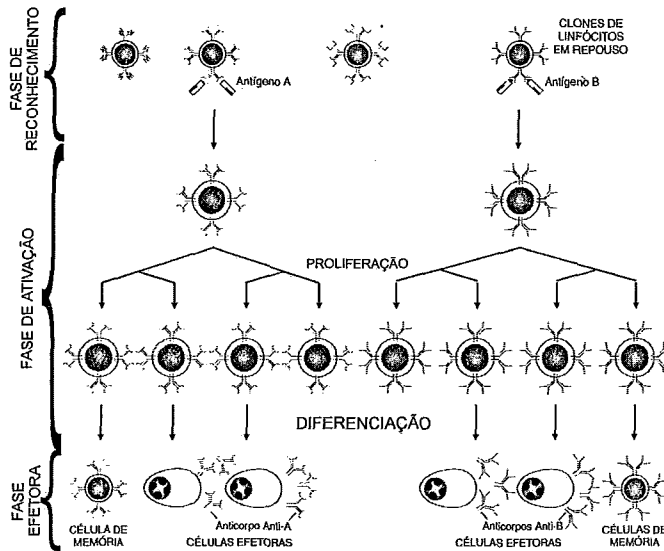 FASE DE
RECONHECIMENTO
CLONES DE
LINFÓCITOS
EM REPOUSO
Antígeno A
Antígeno B
FASE DE ATIVAÇÃO
PROLIFERAÇÃO
DIFERENCIAÇÃO
FASE
EFETORA
CÉLULA DE
MEMÓRIA
Anticorpo Anti-A
CÉLULAS EFETORAS
Anticorpos Anti-B
CÉLULAS EFETORAS
CÉLULAS DE
MEMÓRIA